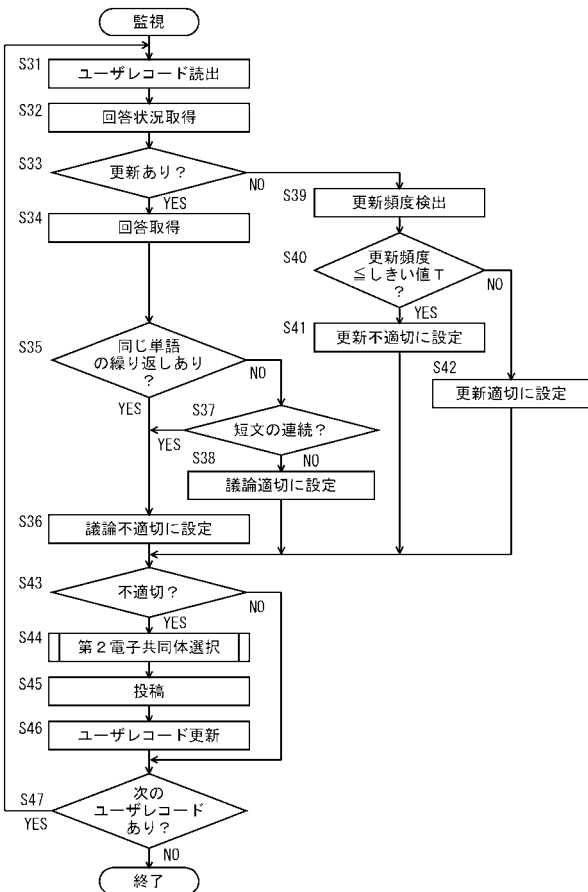 監視
S31
ユーザレコード読出
S32
回答状況取得
S33
更新あり？
NO
YES
S39
更新頻度検出
S34
回答取得
S40
更新頻度
≦しきい値T
？
NO
YES
S41
更新不適切に設定
S42
更新適切に設定
S35
同じ単語
の繰り返しあり
？
NO
YES
S37
短文の連続？
YES
NO
S38
議論適切に設定
S36
議論不適切に設定
S43
不適切？
NO
YES
S44
第２電子共同体選択
S45
投稿
S46
ユーザレコード更新
S47
次の
ユーザレコード
あり？
YES
NO
終了